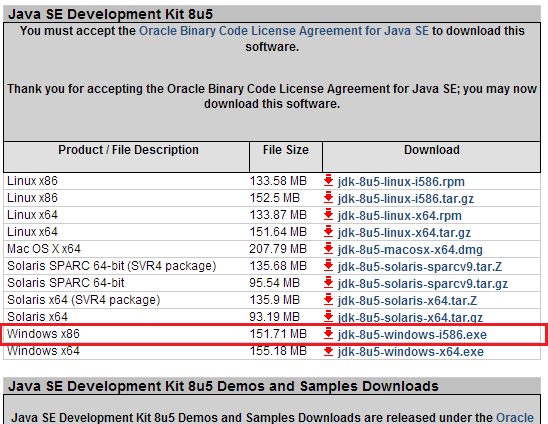 Java SE Development Kit 8u5
You must accept the Oracle Binary Code License Agreement for Java SE to download this
software.
Thank you for accepting the Oracle Binary Code License Agreement for Java SE; you may now
download this software.
Product / File Description File Size Download
Linux x86 133.58 MB jdk-8u5-linux-i586.rpm
Linux x86 152.5 MB jdk-8u5-linux-i586.tar.gz
Linux x64 133.87 MB jdk-8u5-linux-x64.rpm
Linux x64 151.64 MB jdk-8u5-linux-x64.tar.gz
Mac OS X x64 207.79 MB jdk-8u5-macosx-x64.dmg
Solaris SPARC 64-bit (SVR4 package) 135.68 MB jdk-8u5-solaris-sparcv9.tar.Z
Solaris SPARC 64-bit 95.54 MB jdk-8u5-solaris-sparcv9.tar.gz
Solaris x64 (SVR4 package) 135.9 MB jdk-8u5-solaris-x64.tar.Z
Solaris x64 93.19 MB jdk-8u5-solaris-x64.tar.gz
Windows x86 151.71 MB jdk-8u5-windows-i586.exe
Windows x64 155.18 MB jdk-8u5-windows-x64.exe
Java SE Development Kit 8u5 Demos and Samples Downloads
Java SE Development Kit 8u5 Demos and Samples Downloads are released under the Oracle